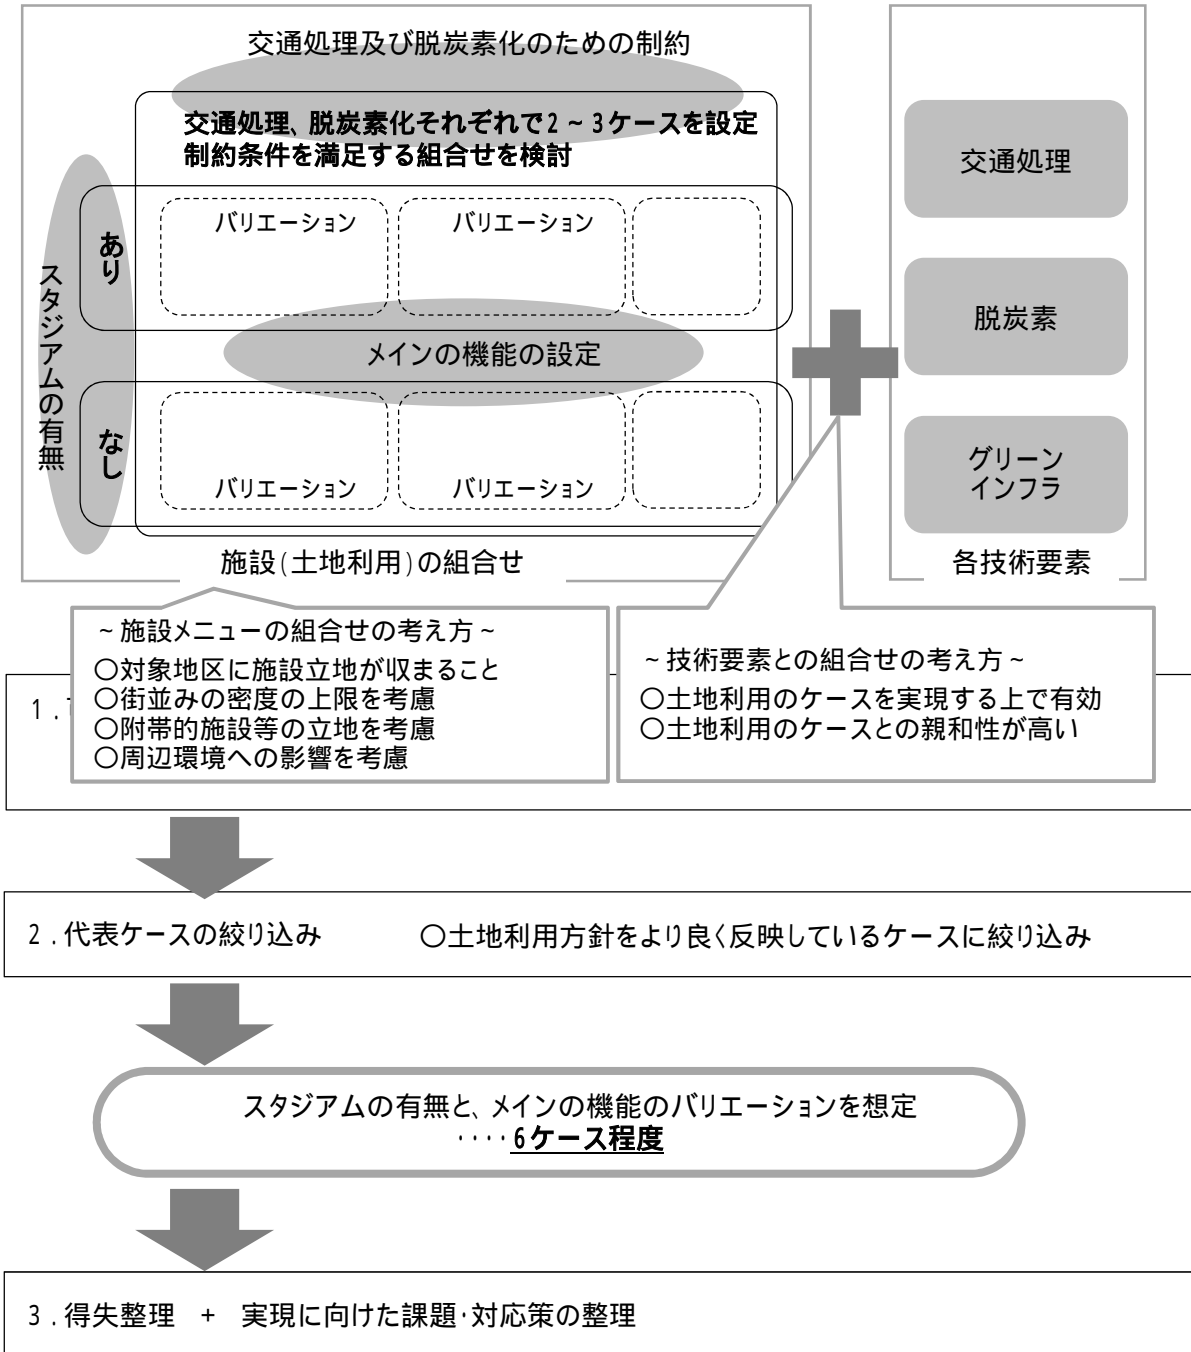 交通処理及び脱炭素化のための制約
交通処理、脱炭素化それぞれで2~3ケースを設定
制約条件を満足する組合せを検討
スタジアムの有無
あり
バリエーション
バリエーション
メインの機能の設定
なし
バリエーション
バリエーション
施設(土地利用)の組合せ
交通処理
脱炭素
グリーン
インフラ
各技術要素
~施設メニューの組合せの考え方~
○対象地区に施設立地が収まること
○街並みの密度の上限を考慮
○附帯的施設等の立地を考慮
○周辺環境への影響を考慮
~技術要素との組合せの考え方~
○土地利用のケースを実現する上で有効
○土地利用のケースとの親和性が高い
1.
2.代表ケースの絞り込み ○土地利用方針をより良く反映しているケースに絞り込み
スタジアムの有無と、メインの機能のバリエーションを想定
････6ケース程度
3.得失整理 + 実現に向けた課題･対応策の整理